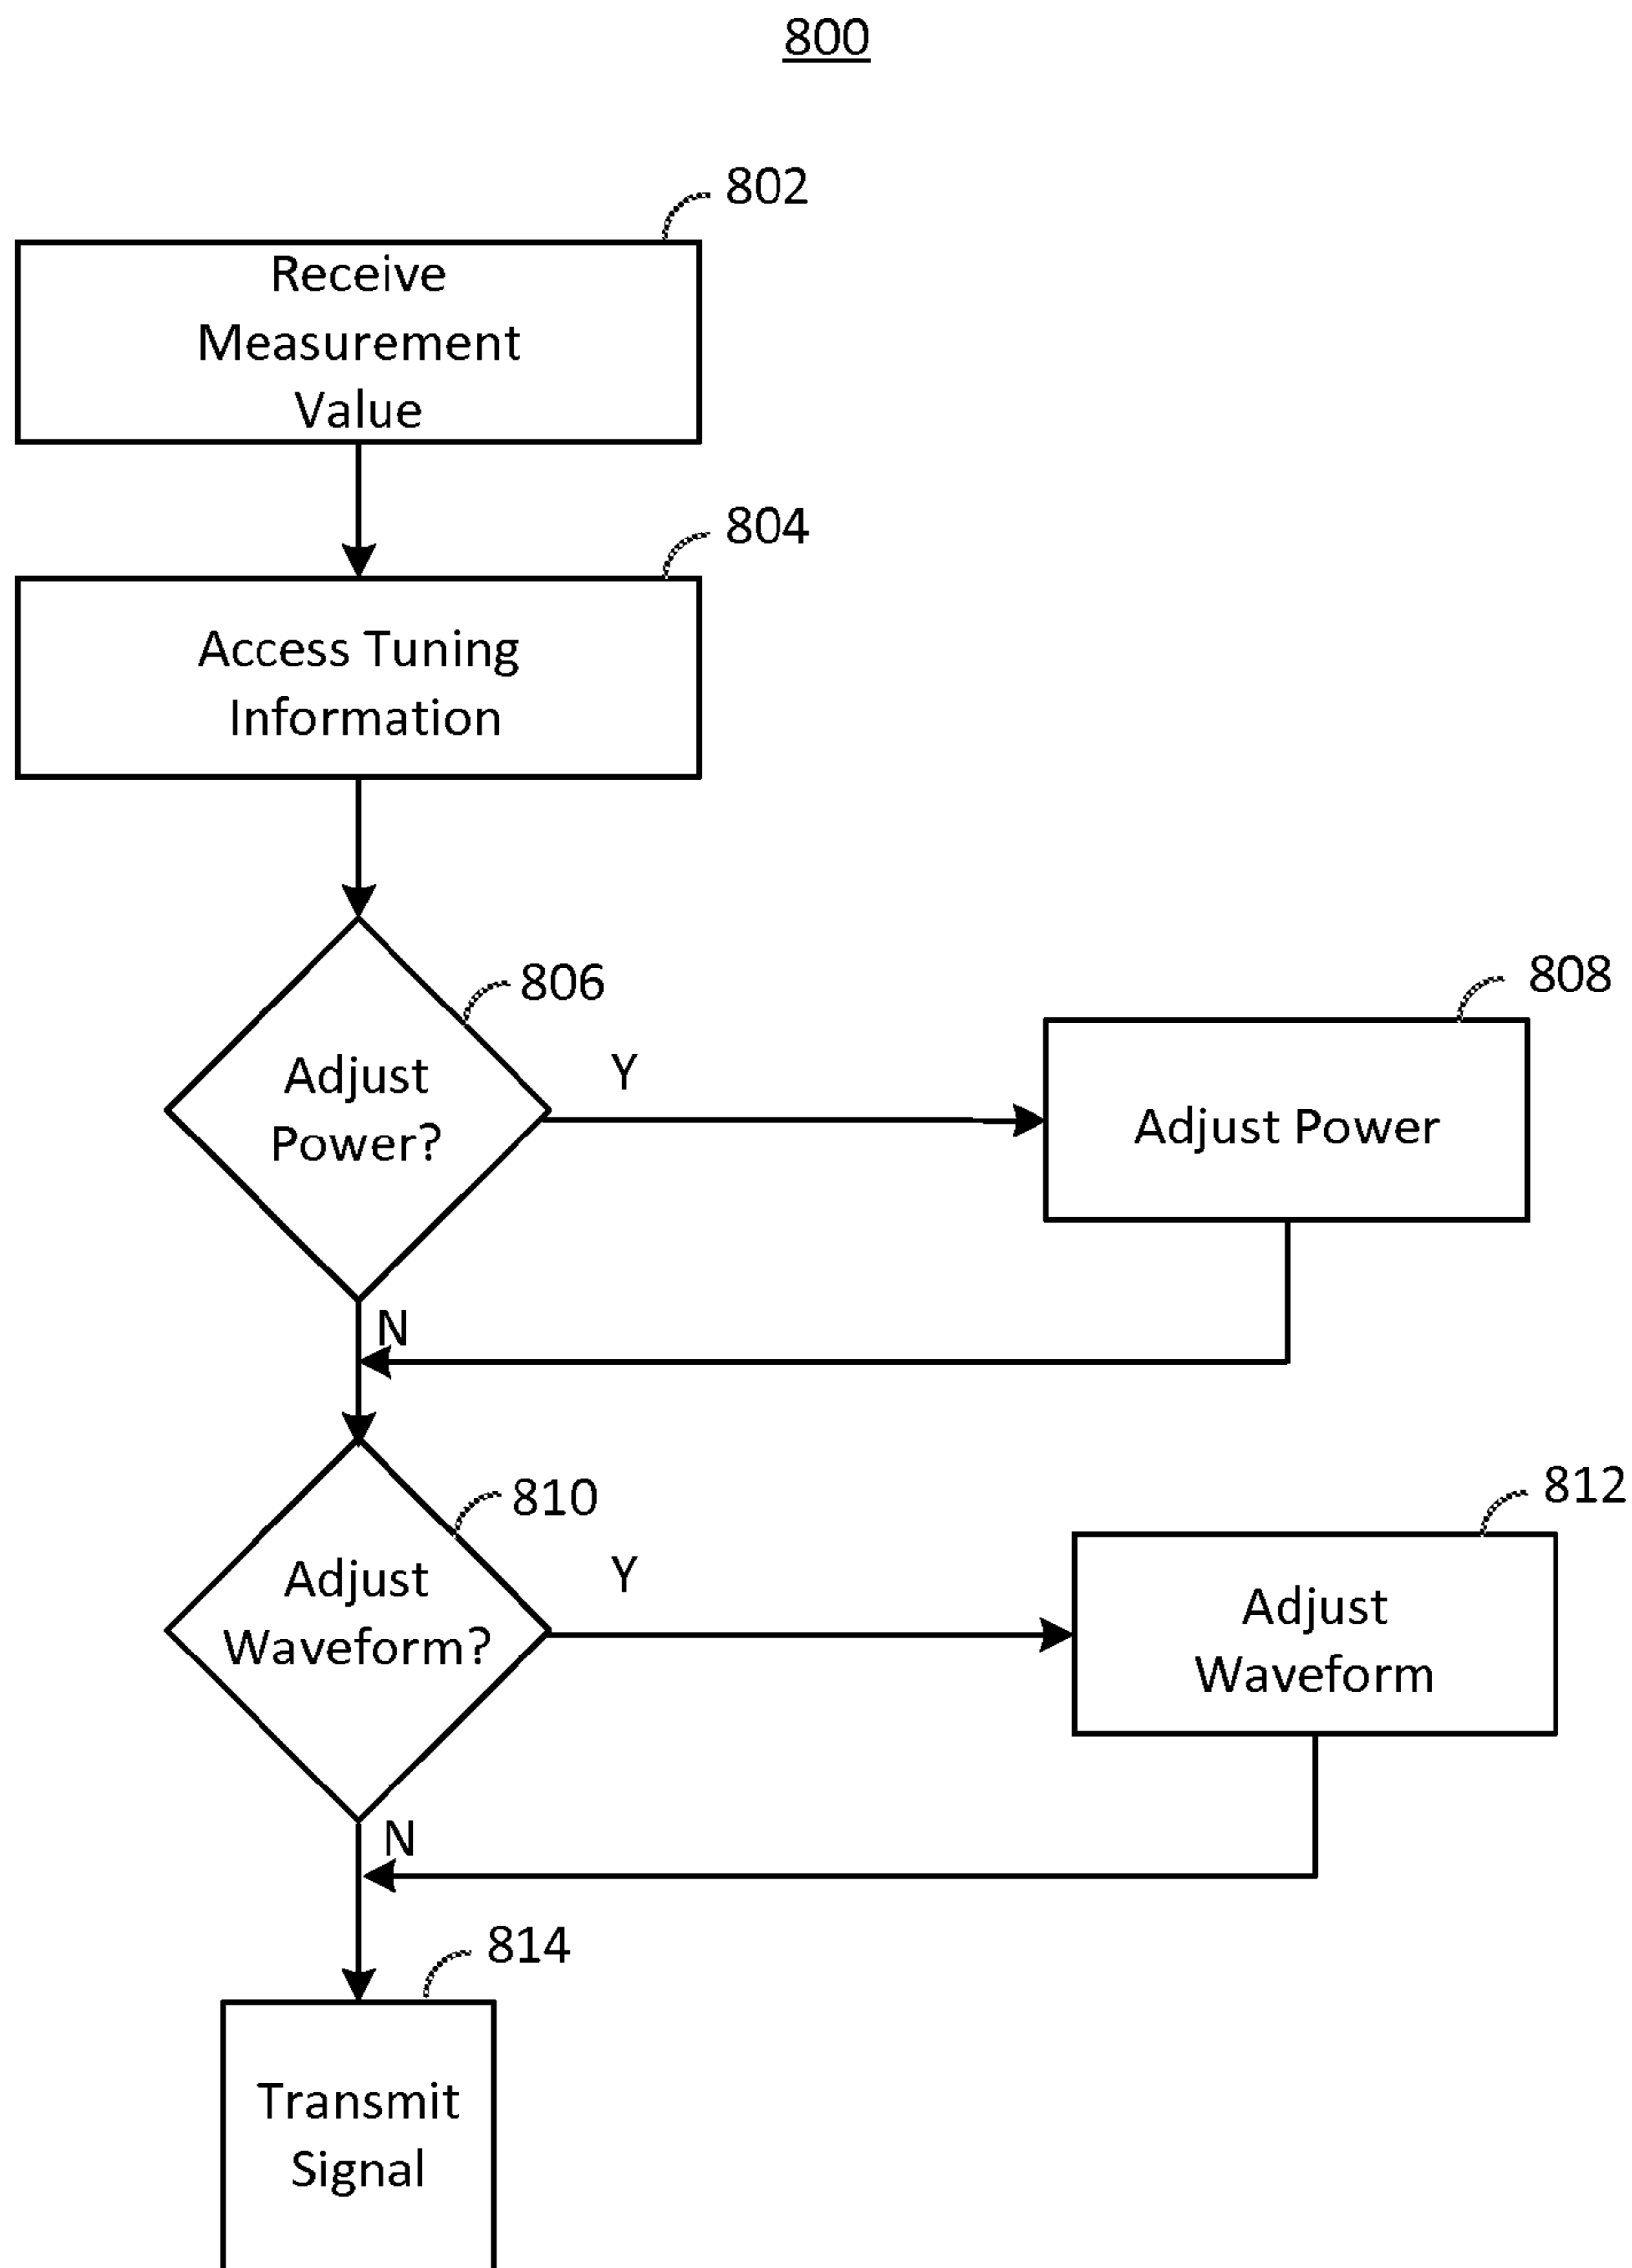 800
802
Receive
Measurement
Value
804
Access Tuning
Information
806
Adjust
Power?
Y
808
Adjust Power
N
810
Adjust
Waveform?
Y
812
Adjust
Waveform
N
814
Transmit
Signal